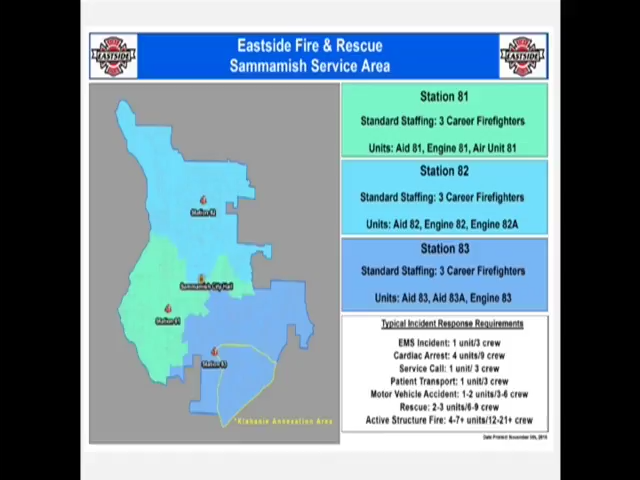 Eastside Fire & Rescue
Sammamish Service Area
EASTSIDE
EASTSIDE
Station 82
Sammamish City Hall
Station 81
Station 83
*Klahanie Annexation Area
Station 81
Standard Staffing: 3 Career Firefighters
Units: Aid 81, Engine 81, Air Unit 81
Station 82
Standard Staffing: 3 Career Firefighters
Units: Aid 82, Engine 82, Engine 82A
Station 83
Standard Staffing: 3 Career Firefighters
Units: Aid 83, Aid 83A, Engine 83
Typical Incident Response Requirements
EMS Incident: 1 unit/3 crew
Cardiac Arrest: 4 units/9 crew
Service Call: 1 unit/ 3 crew
Patient Transport: 1 unit/3 crew
Motor Vehicle Accident: 1-2 units/3-6 crew
Rescue: 2-3 units/6-9 crew
Active Structure Fire: 4-7+ units/12-21+ crew
Date Printed: November 5th,